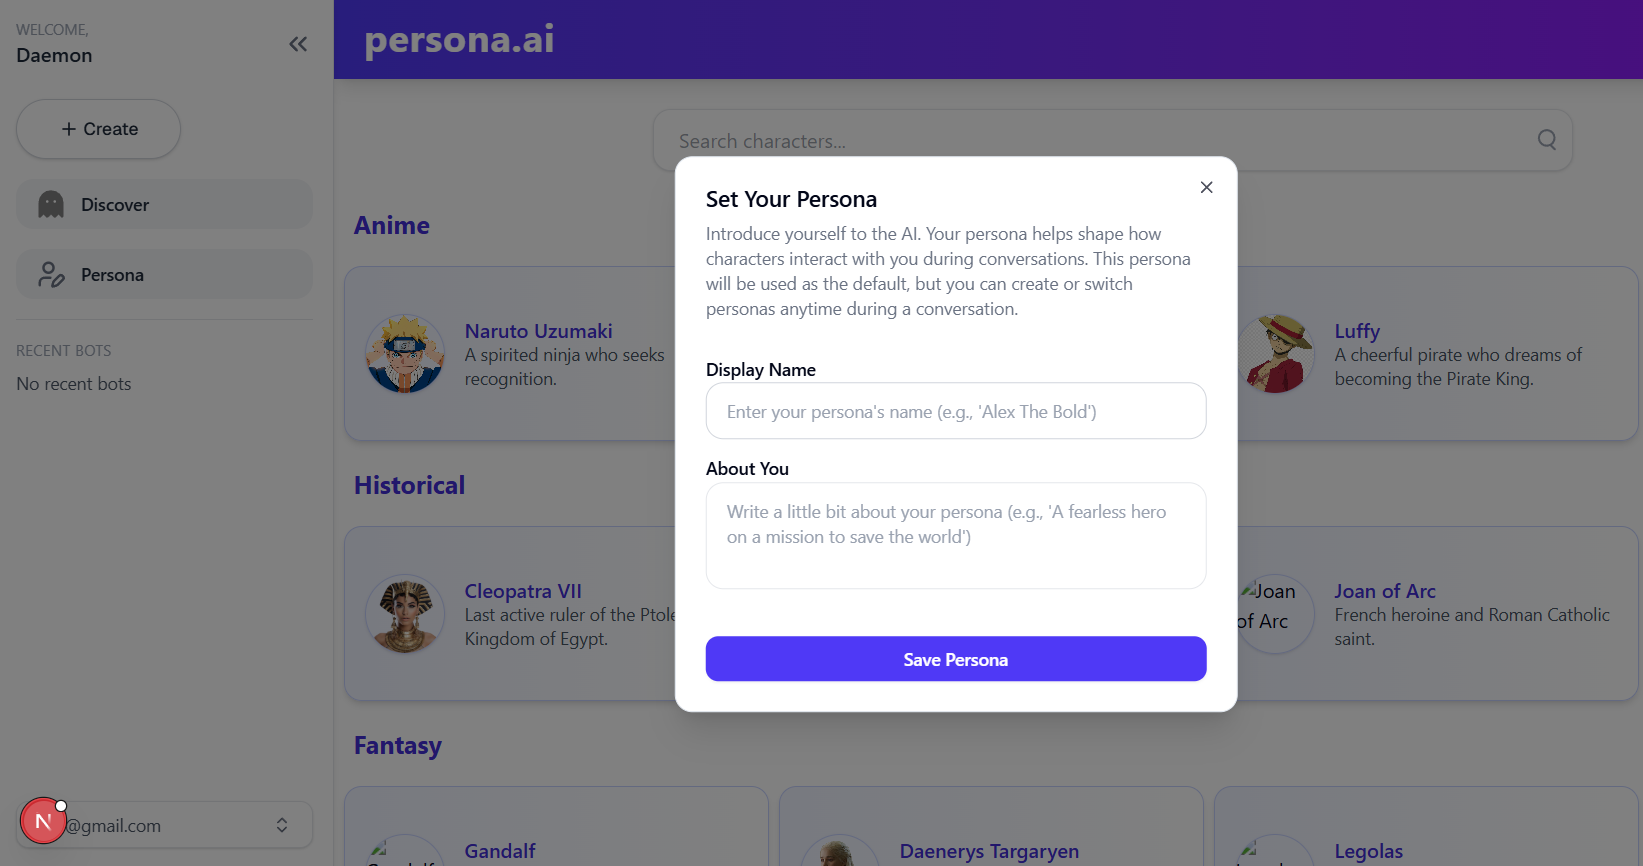 WELCOME,
Daemon
+ Create
Discover
Persona
RECENT BOTS
No recent bots
N
@gmail.com
persona.ai
Search characters...
Anime
Naruto Uzumaki
A spirited ninja who seeks
recognition.
Luffy
A cheerful pirate who dreams of
becoming the Pirate King.
Historical
Cleopatra VII
Last active ruler of the Ptole
Kingdom of Egypt.
Joan
of Arc
Joan of Arc
French heroine and Roman Catholic
saint.
Fantasy
Gandalf
Daenerys Targaryen
Legolas
Set Your Persona
Introduce yourself to the AI. Your persona helps shape how
characters interact with you during conversations. This persona
will be used as the default, but you can create or switch
personas anytime during a conversation.
Display Name
Enter your persona's name (e.g., 'Alex The Bold')
About You
Write a little bit about your persona (e.g., 'A fearless hero
on a mission to save the world')
Save Persona